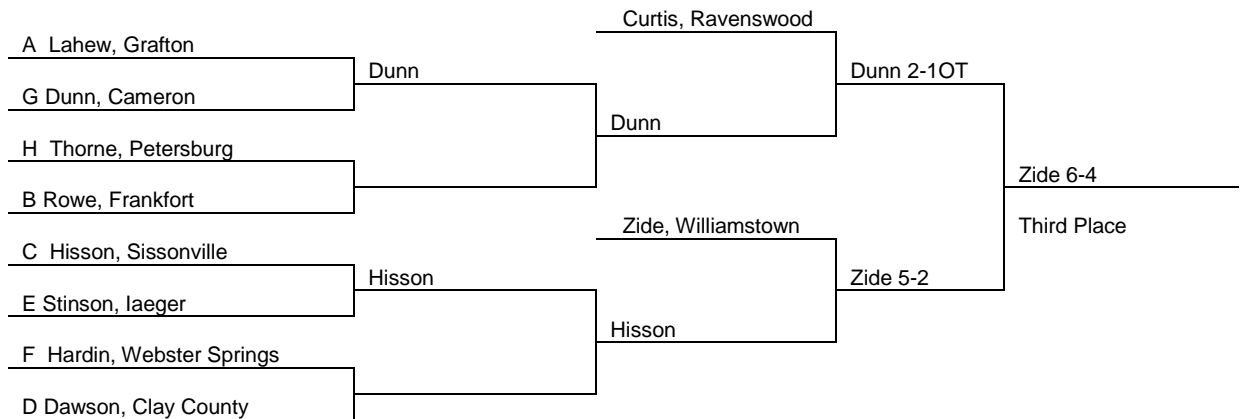 Curtis, Ravenswood
A Lahew, Grafton
Dunn
Dunn 2-1OT
G Dunn, Cameron
Dunn
H Thorne, Petersburg
Zide 6-4
B Rowe, Frankfort
Zide, Williamstown
Third Place
C Hisson, Sissonville
Hisson
Zide 5-2
E Stinson, Iaeger
Hisson
F Hardin, Webster Springs
D Dawson, Clay County